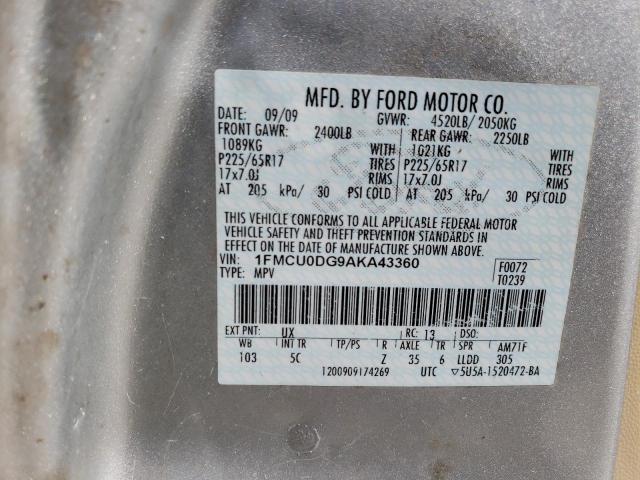 MFD. BY FORD MOTOR CO.
DATE: 09/09 GVWR: 4520LB/ 2050KG
FRONT GAWR: 2400LB REAR GAWR: 2250LB
1089KG WITH 1021KG WITH
P225/65R17 TIRES P225/65R17 TIRES
17x7.0J RIMS 17x7.0J RIMS
AT 205 kPa/ 30 PSI COLD AT 205 kPa/ 30 PSI COLD
THIS VEHICLE CONFORMS TO ALL APPLICABLE FEDERAL MOTOR
VEHICLE SAFETY AND THEFT PREVENTION STANDARDS IN
EFFECT ON THE DATE OF MANUFACTURE SHOWN ABOVE.
VIN: 1FMCU0DG9AKA43360 F0072
TYPE: MPV T0239
EXT PNT: UX RC: 13 DSO:
WB INT TR TP/PS R AXLE TR SPR AM71F
103 5C Z 35 6 LLDD 305
1200909174269 UTC ▽5U5A-1520472-BA